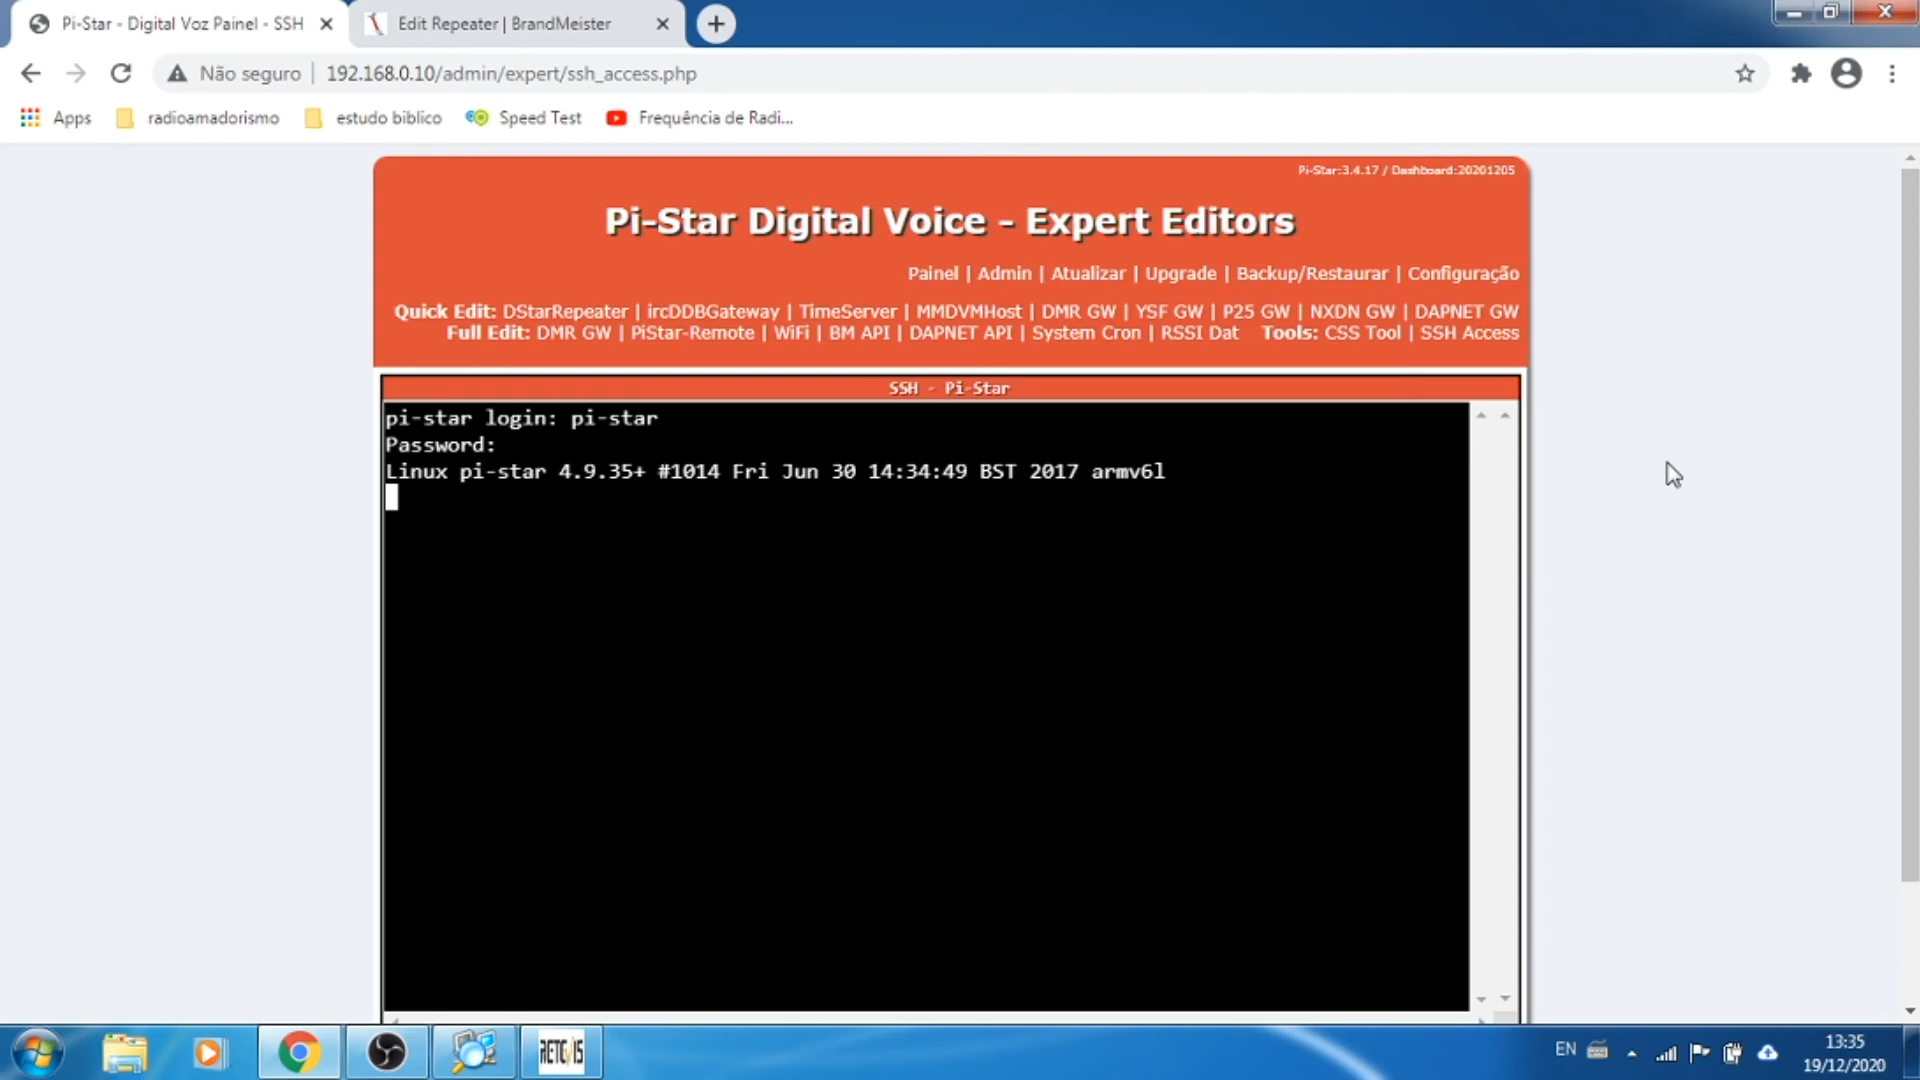 Pi-Star - Digital Voz Painel - SSH
Edit Repeater | BrandMeister
Não seguro | 192.168.0.10/admin/expert/ssh_access.php
Apps radioamadorismo estudo biblico Speed Test Frequência de Radi...
Pi-Star:3.4.17 / Dashboard:20201205
Pi-Star Digital Voice - Expert Editors
Painel | Admin | Atualizar | Upgrade | Backup/Restaurar | Configuração
Quick Edit: DStarRepeater | ircDDBGateway | TimeServer | MMDVMHost | DMR GW | YSF GW | P25 GW | NXDN GW | DAPNET GW
Full Edit: DMR GW | PiStar-Remote | WiFi | BM API | DAPNET API | System Cron | RSSI Dat Tools: CSS Tool | SSH Access
SSH - Pi-Star
pi-star login: pi-star
Password:
Linux pi-star 4.9.35+ #1014 Fri Jun 30 14:34:49 BST 2017 armv6l
RETEVIS
EN
13:35
19/12/2020